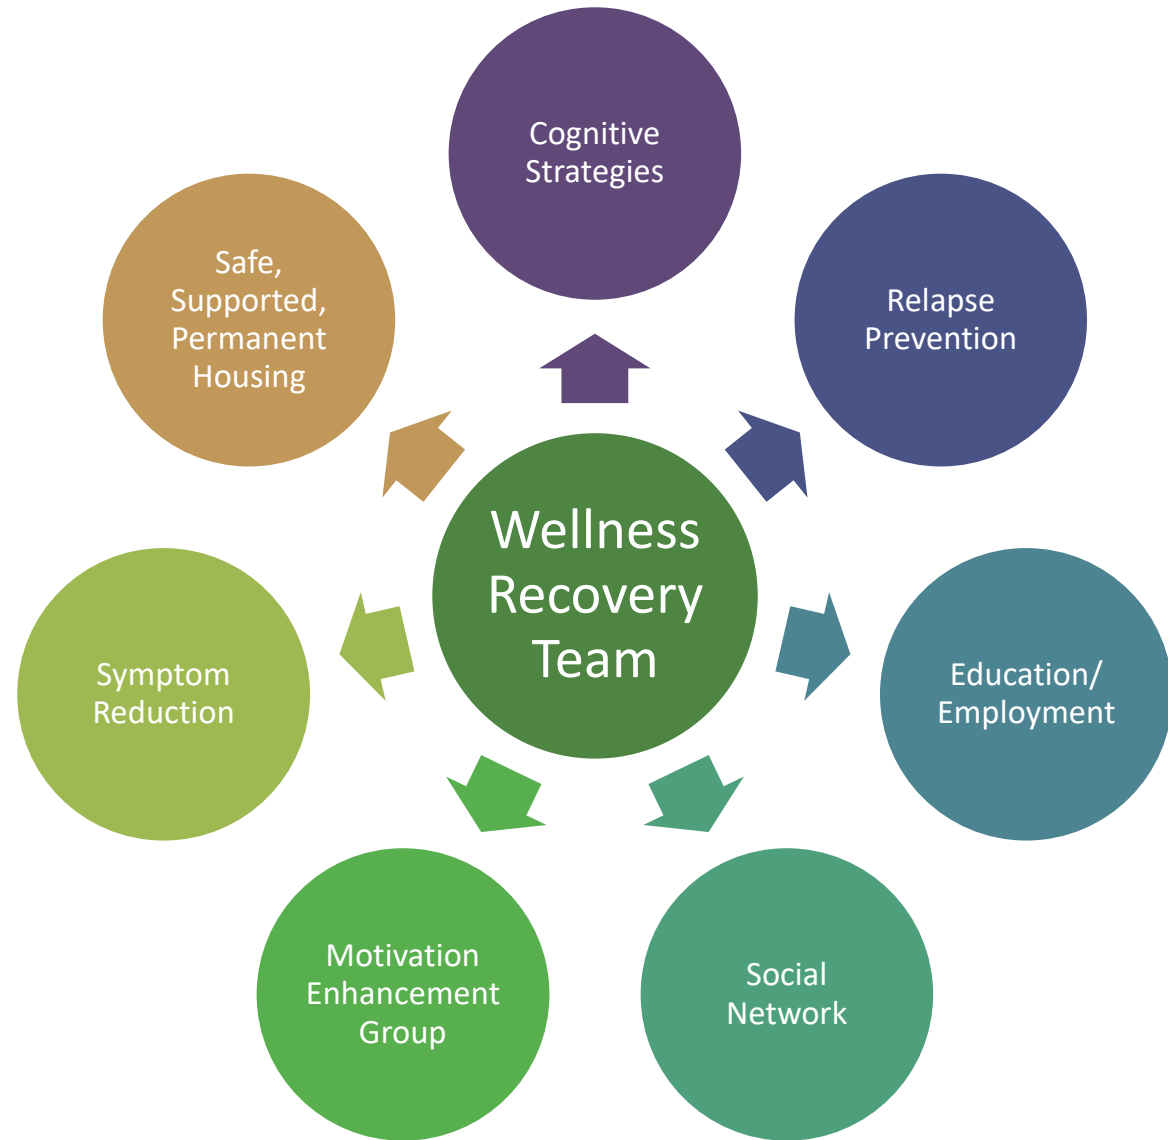 Cognitive
Strategies
Relapse
Prevention
Education/
Employment
Social
Network
Motivation
Enhancement
Group
Symptom
Reduction
Safe,
Supported,
Permanent
Housing
Wellness
Recovery
Team